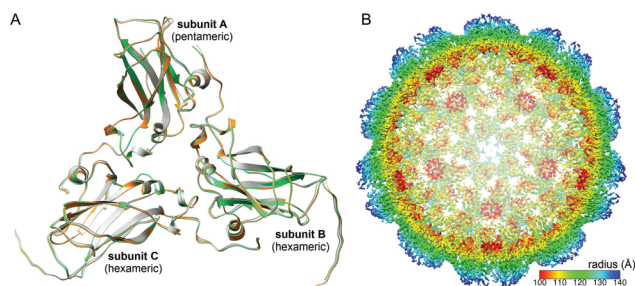 A
subunit A
(pentameric)
subunit B
(hexameric)
subunit C
(hexameric)
B
radius (Å)
100 110 120 130 140